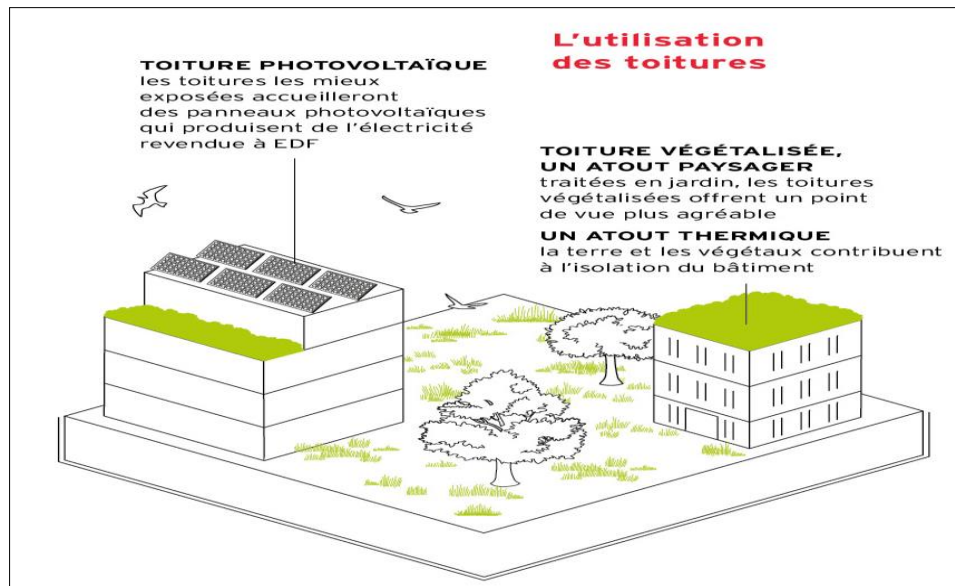 L'utilisation
des toitures
TOITURE PHOTOVOLTAÏQUE
les toitures les mieux
exposées accueilleront
des panneaux photovoltaïques
qui produisent de l'électricité
revendue à EDF
TOITURE VÉGÉTALISÉE,
UN ATOUT PAYSAGER
traitées en jardin, les toitures
végétalisées offrent un point
de vue plus agréable
UN ATOUT THERMIQUE
la terre et les végétaux contribuent
à l'isolation du bâtiment